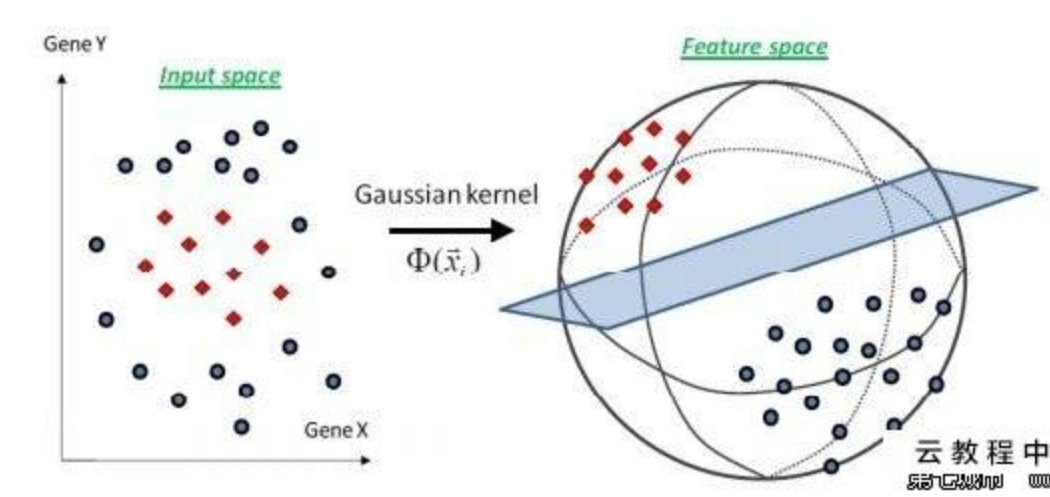 Gene Y
Input space
Feature space
Gaussian kernel
Φ(x⃗ᵢ)
Gene X
云教程中